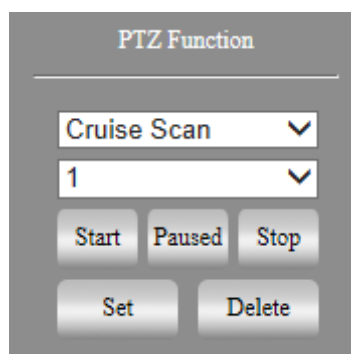 PTZ Function
Cruise Scan
1
Start Paused Stop
Set Delete